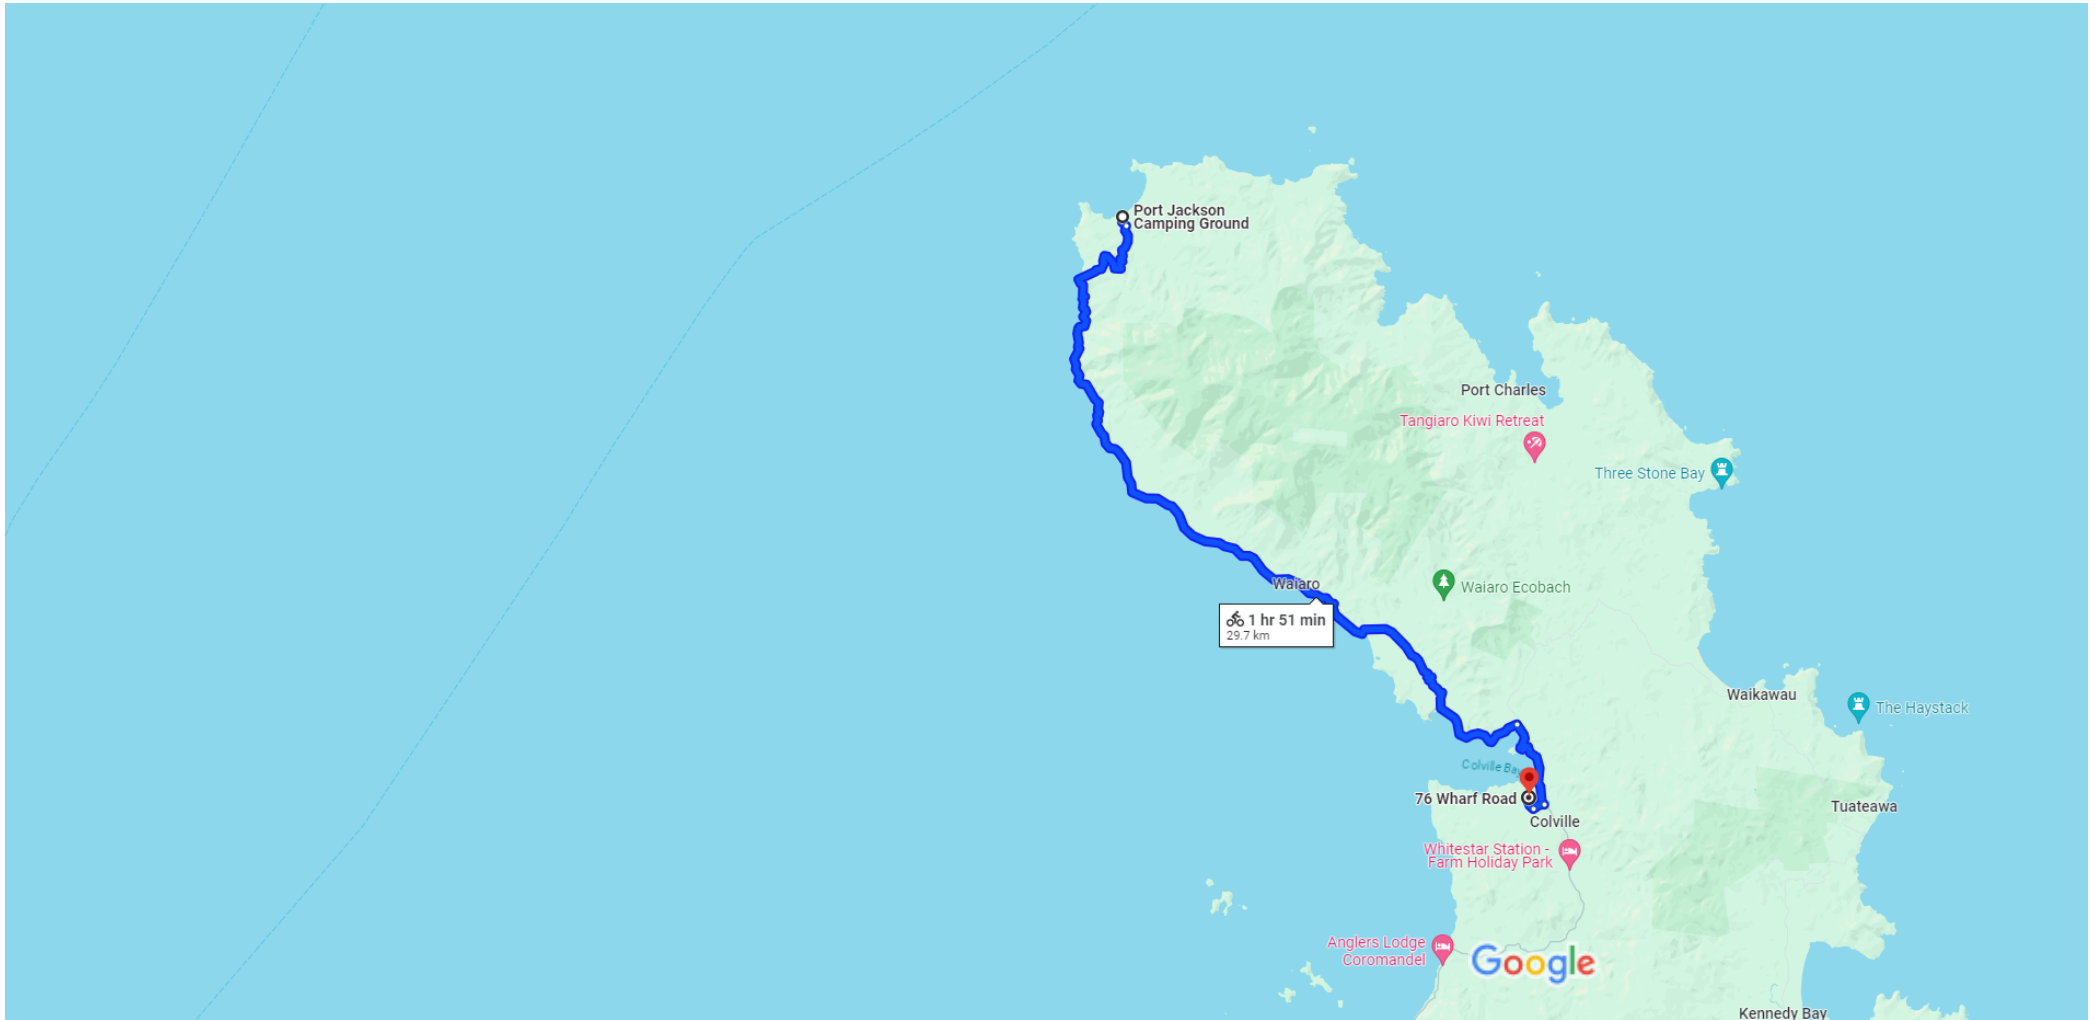 Port Jackson
Camping Ground
Port Charles
Tangiaro Kiwi Retreat
Three Stone Bay
Waiaro
Waiaro Ecobach
1 hr 51 min
29.7 km
Waikawau
The Haystack
Colville Bay
76 Wharf Road
Tuateawa
Colville
Whitestar Station -
Farm Holiday Park
Anglers Lodge
Coromandel
Google
Kennedy Bay